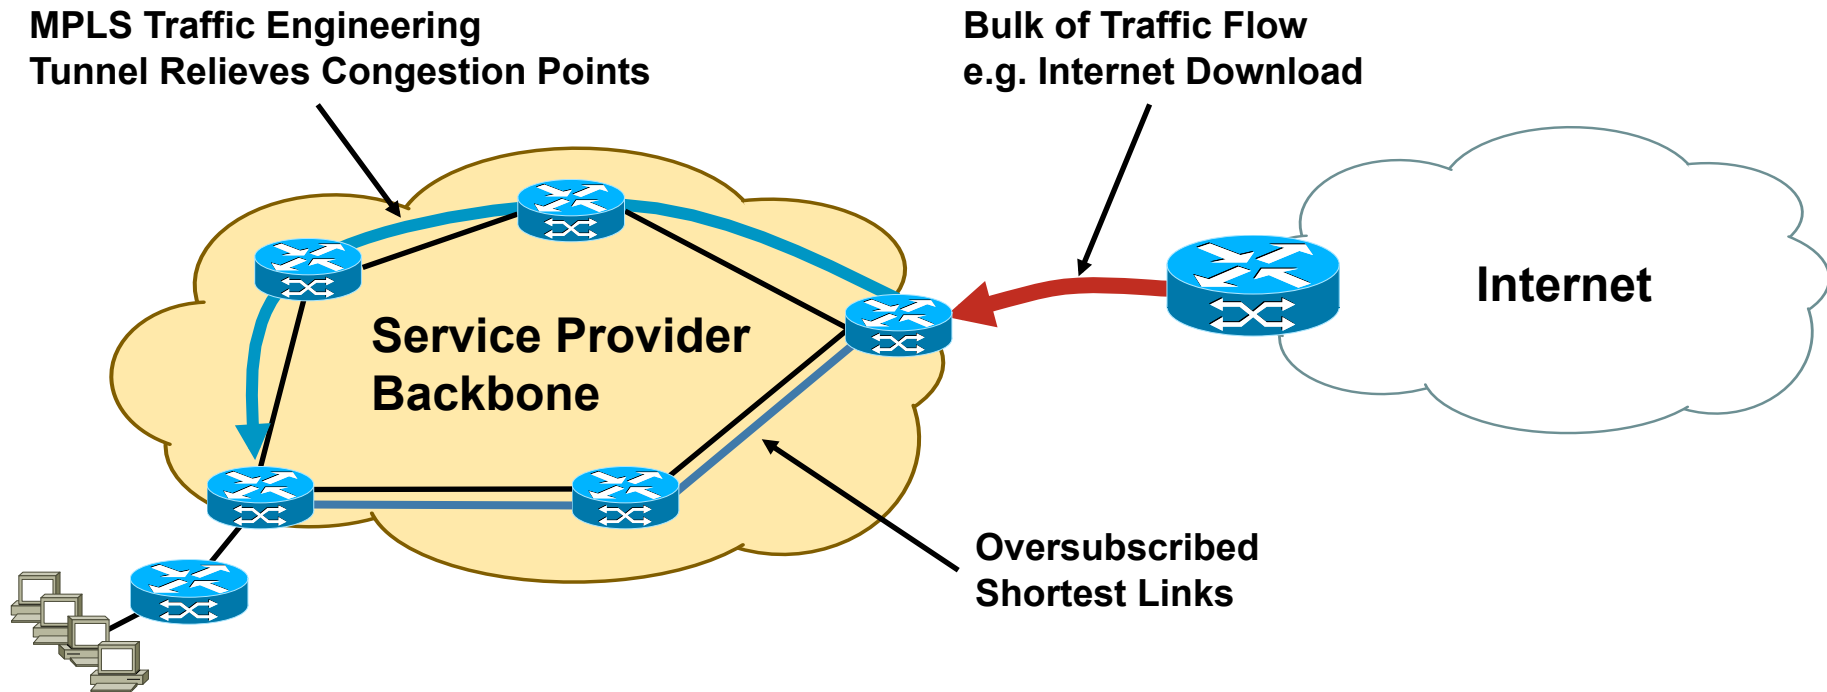 MPLS Traffic Engineering
Tunnel Relieves Congestion Points
Bulk of Traffic Flow
e.g. Internet Download
Internet
Service Provider
Backbone
Oversubscribed
Shortest Links